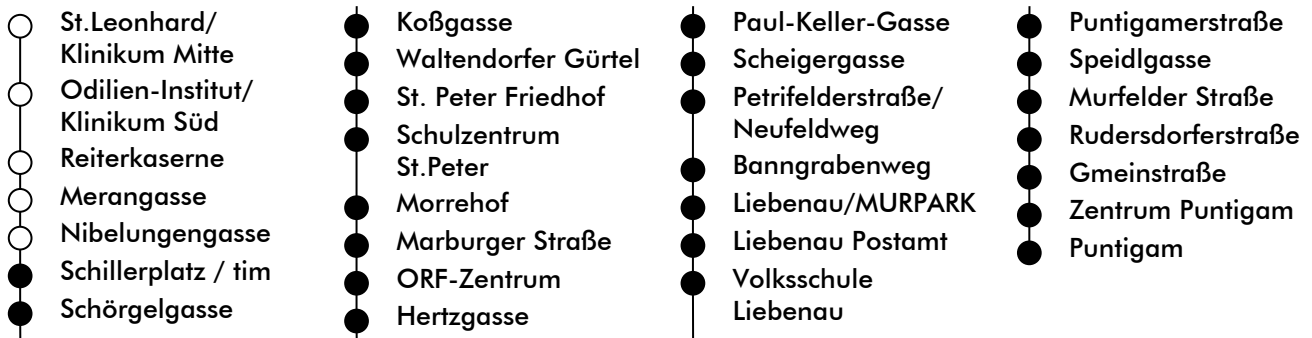 St.Leonhard/
Klinikum Mitte
Odilien-Institut/
Klinikum Süd
Reiterkaserne
Merangasse
Nibelungengasse
Schillerplatz / tim
Schörgelgasse
Koßgasse
Waltendorfer Gürtel
St. Peter Friedhof
Schulzentrum
St.Peter
Morrehof
Marburger Straße
ORF-Zentrum
Hertzgasse
Paul-Keller-Gasse
Scheigergasse
Petrifelderstraße/
Neufeldweg
Banngrabenweg
Liebenau/MURPARK
Liebenau Postamt
Volksschule
Liebenau
Puntigamerstraße
Speidlgasse
Murfelder Straße
Rudersdorferstraße
Gmeinstraße
Zentrum Puntigam
Puntigam